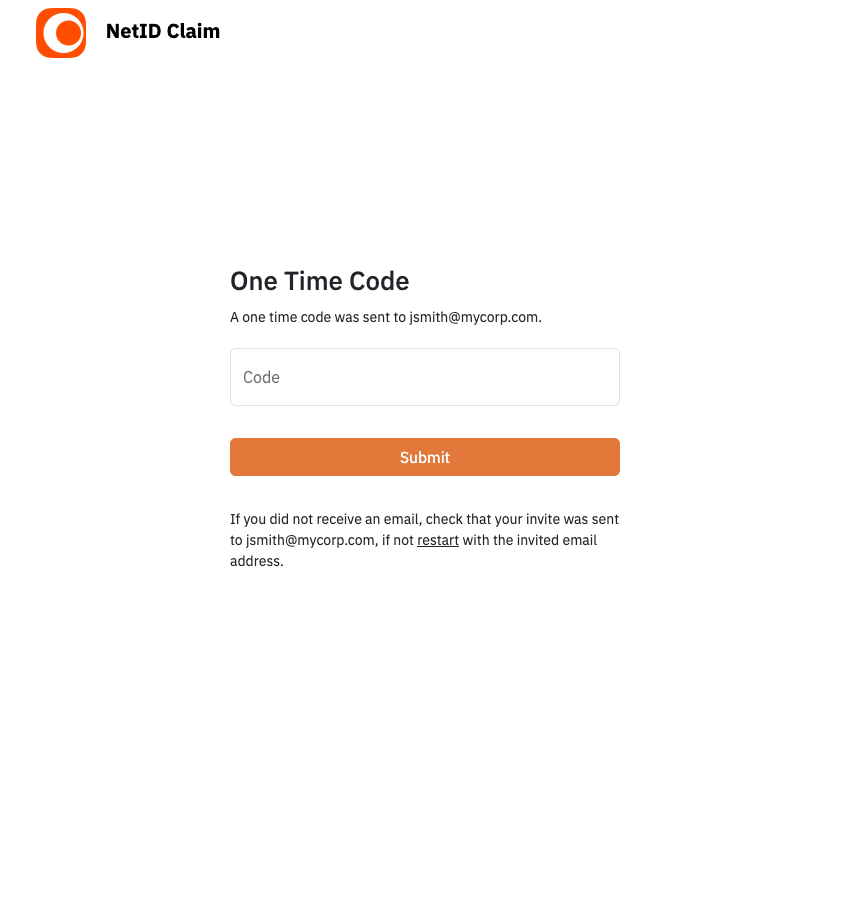 NetID Claim
One Time Code
A one time code was sent to jsmith@mycorp.com.
Code
Submit
If you did not receive an email, check that your invite was sent
to jsmith@mycorp.com, if not restart with the invited email
address.